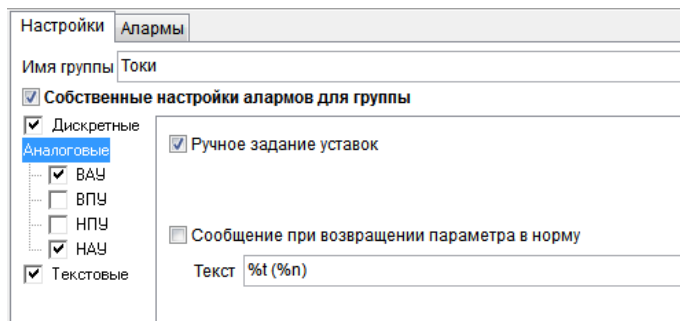 Настройки Алармы
Имя группы Токи
Собственные настройки алармов для группы
Дискретные
Аналоговые
Ручное задание уставок
ВАУ
ВПУ
НПУ
Сообщение при возвращении параметра в норму
НАУ
Текстовые
Текст %t (%n)